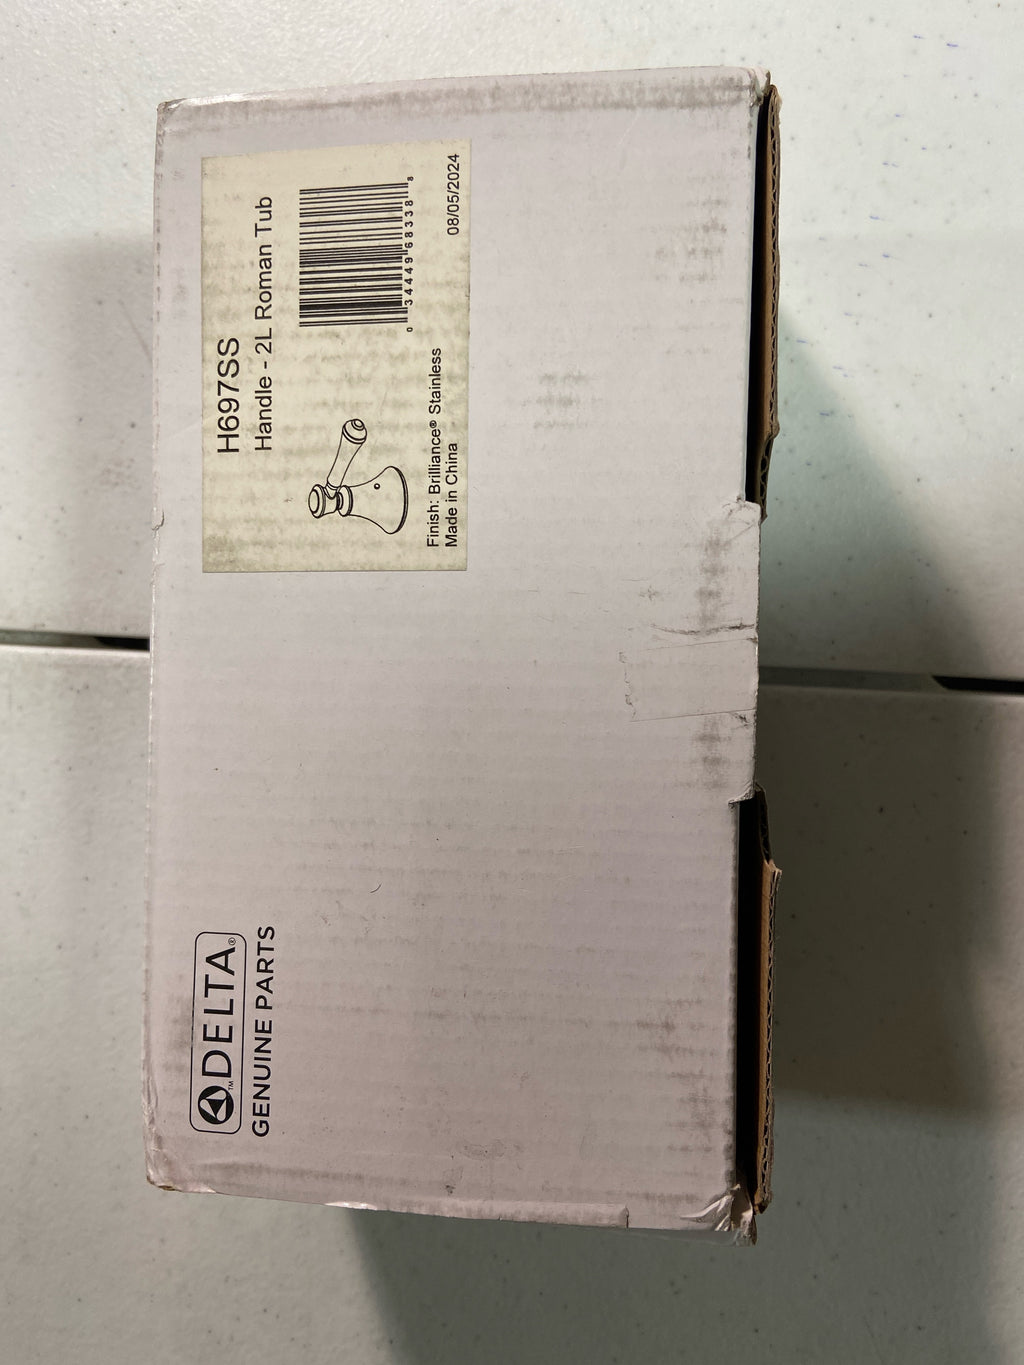 H697SS
Handle - 2L Roman Tub
0 34449 68338 8
Finish: Brilliance® Stainless
Made in China
08/05/2024
DELTA®
™
GENUINE PARTS